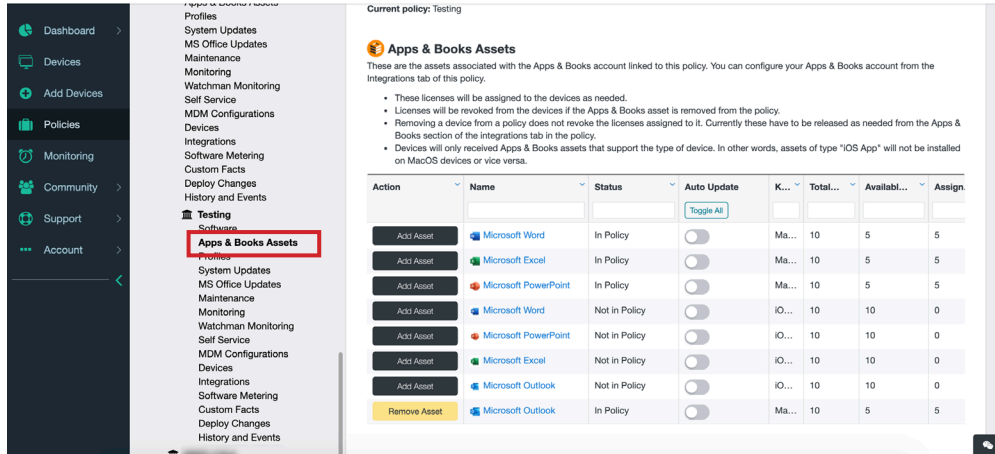 Dashboard
Devices
Add Devices
Policies
Monitoring
Community
Support
Account
Apps & Books Assets
Profiles
System Updates
MS Office Updates
Maintenance
Monitoring
Watchman Monitoring
Self Service
MDM Configurations
Devices
Integrations
Software Metering
Custom Facts
Deploy Changes
History and Events
Testing
Software
Apps & Books Assets
Profiles
System Updates
MS Office Updates
Maintenance
Monitoring
Watchman Monitoring
Self Service
MDM Configurations
Devices
Integrations
Software Metering
Custom Facts
Deploy Changes
History and Events
Current policy: Testing
Apps & Books Assets
These are the assets associated with the Apps & Books account linked to this policy. You can configure your Apps & Books account from the
Integrations tab of this policy.
• These licenses will be assigned to the devices as needed.
• Licenses will be revoked from the devices if the Apps & Books asset is removed from the policy.
• Removing a device from a policy does not revoke the licenses assigned to it. Currently these have to be released as needed from the Apps &
Books section of the integrations tab in the policy.
• Devices will only received Apps & Books assets that support the type of device. In other words, assets of type "iOS App" will not be installed
on MacOS devices or vice versa.
Action Name Status Auto Update K... Total... Availabl... Assign.
Toggle All
Add Asset Microsoft Word In Policy Ma... 10 5 5
Add Asset Microsoft Excel In Policy Ma... 10 5 5
Add Asset Microsoft PowerPoint In Policy Ma... 10 5 5
Add Asset Microsoft Word Not in Policy iO... 10 10 0
Add Asset Microsoft PowerPoint Not in Policy iO... 10 10 0
Add Asset Microsoft Excel Not in Policy iO... 10 10 0
Add Asset Microsoft Outlook Not in Policy iO... 10 10 0
Remove Asset Microsoft Outlook In Policy Ma... 10 5 5